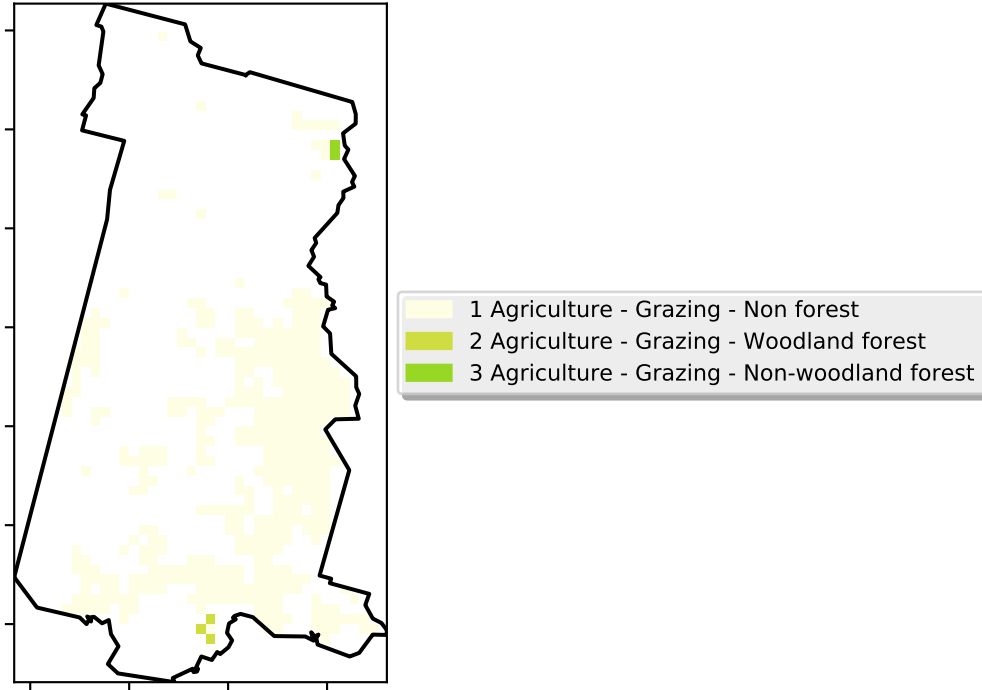 1 Agriculture - Grazing - Non forest
2 Agriculture - Grazing - Woodland forest
3 Agriculture - Grazing - Non-woodland forest